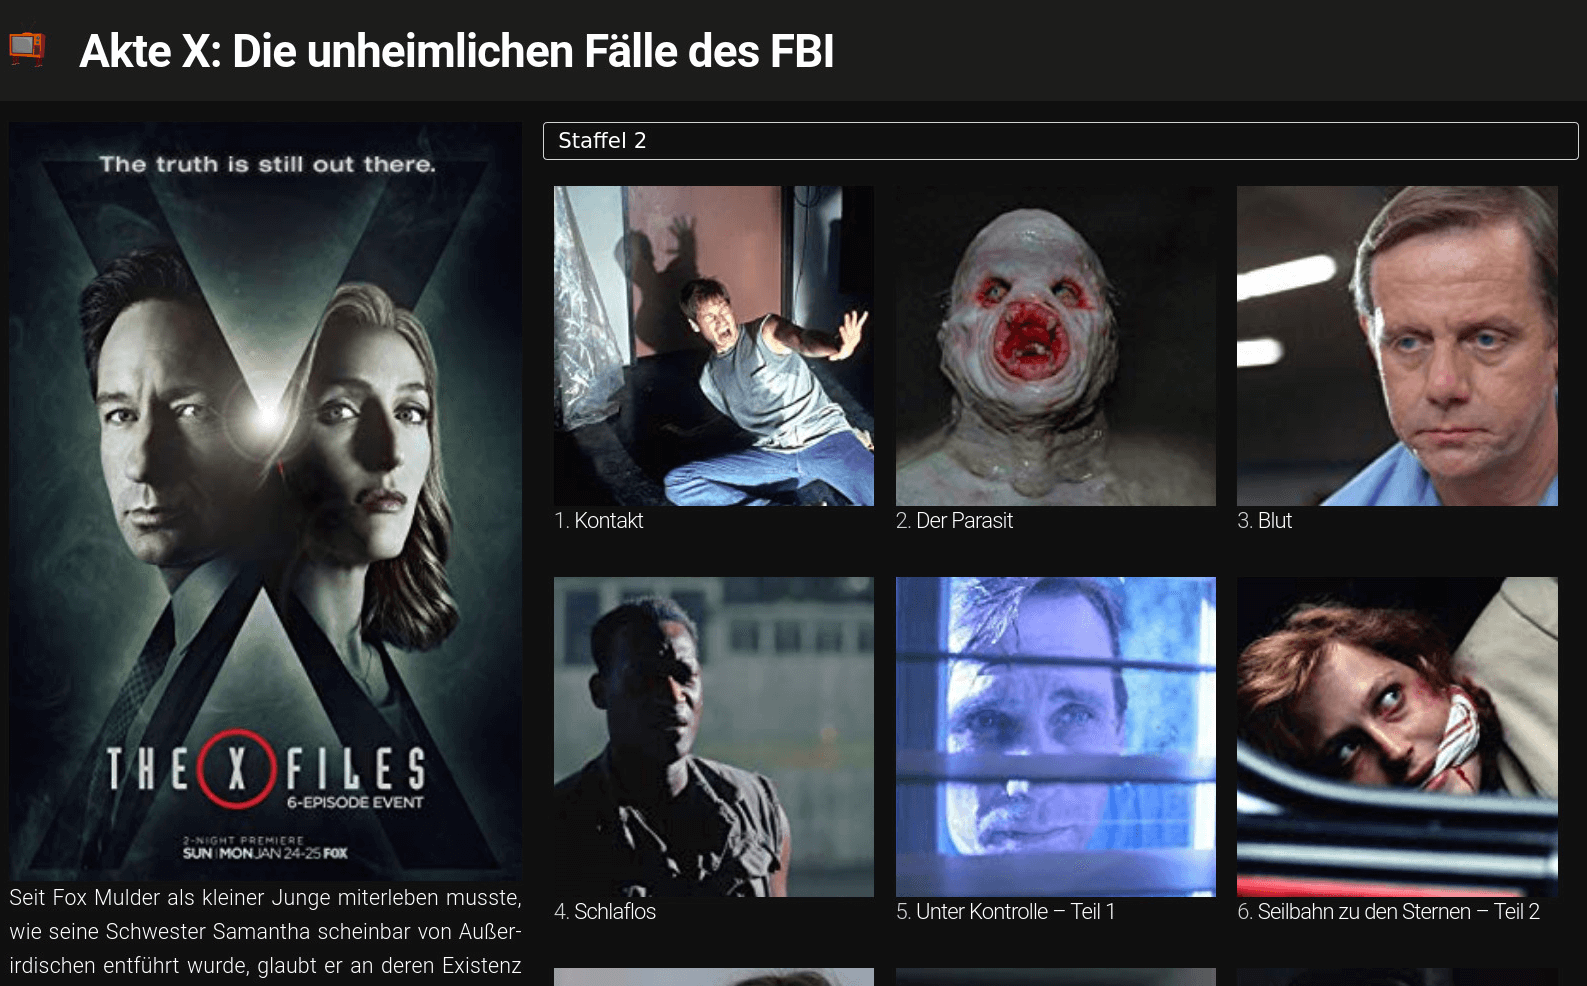 Akte X: Die unheimlichen Fälle des FBI
The truth is still out there.
THE X FILES
6-EPISODE EVENT
2-NIGHT PREMIERE
SUN | MON JAN 24-25 FOX
Seit Fox Mulder als kleiner Junge miterleben musste,
wie seine Schwester Samantha scheinbar von Außer-
irdischen entführt wurde, glaubt er an deren Existenz
Staffel 2
1. Kontakt
2. Der Parasit
3. Blut
4. Schlaflos
5. Unter Kontrolle – Teil 1
6. Seilbahn zu den Sternen – Teil 2